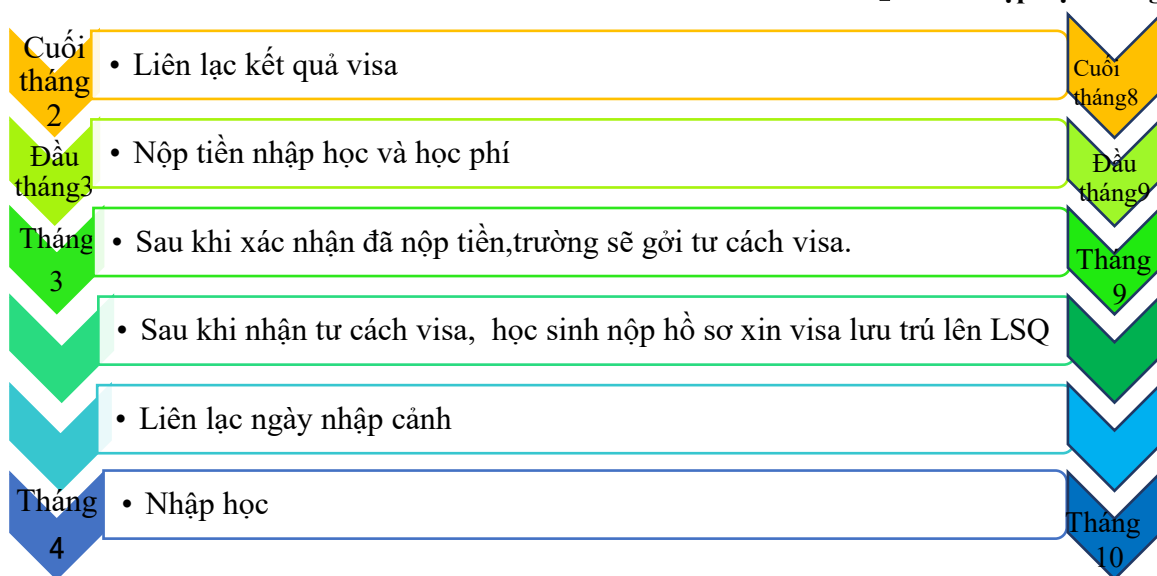 Cuối
tháng
2
• Liên lạc kết quả visa
Cuối
tháng8
Đầu
tháng3
• Nộp tiền nhập học và học phí
Đầu
tháng9
Tháng
3
• Sau khi xác nhận đã nộp tiền,trường sẽ gởi tư cách visa.
Tháng
9
• Sau khi nhận tư cách visa, học sinh nộp hồ sơ xin visa lưu trú lên LSQ
• Liên lạc ngày nhập cảnh
Tháng
4
• Nhập học
Tháng
10